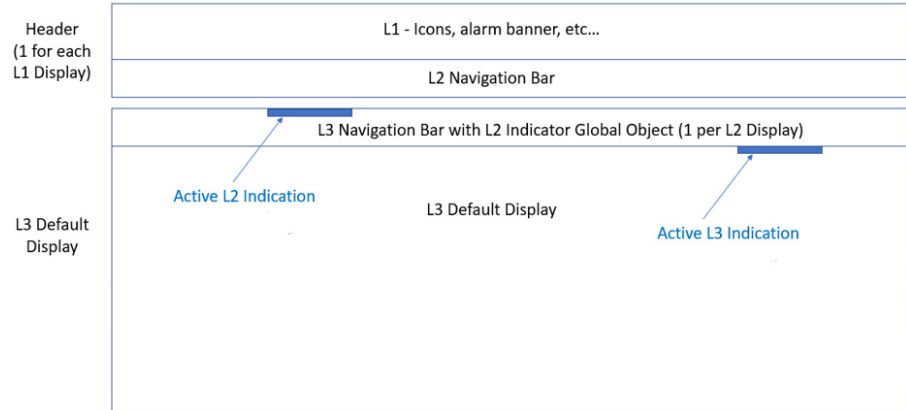 Header
(1 for each
L1 Display)
L1 - Icons, alarm banner, etc...
L2 Navigation Bar
L3 Navigation Bar with L2 Indicator Global Object (1 per L2 Display)
Active L2 Indication
L3 Default
Display
L3 Default Display
Active L3 Indication